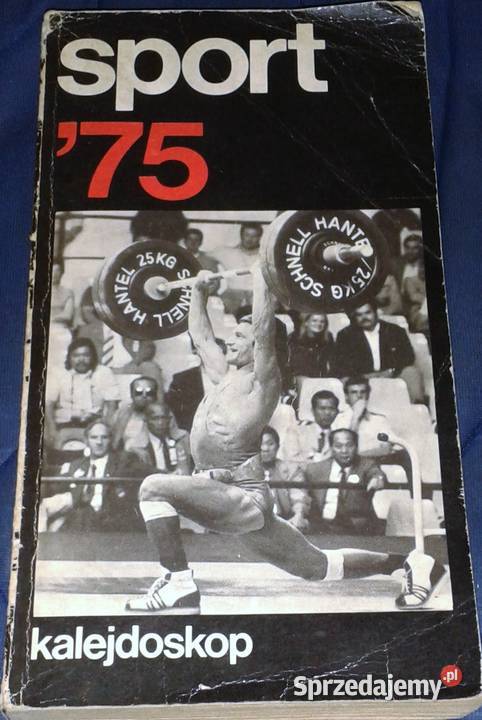 sport
'75
HANTEL 25KG SCHNELL
SCHNELL HANTEL 25KG
kalejdoskop
Sprzedajemy.pl